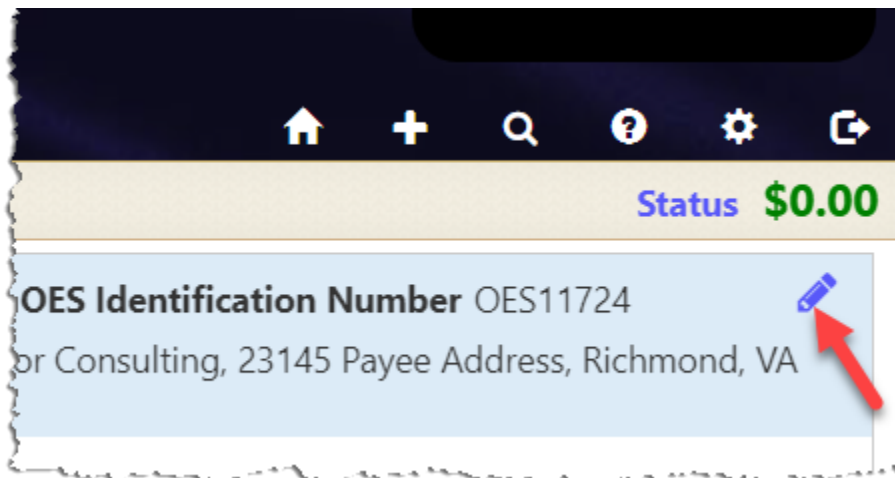 Status $0.00
OES Identification Number OES11724
or Consulting, 23145 Payee Address, Richmond, VA